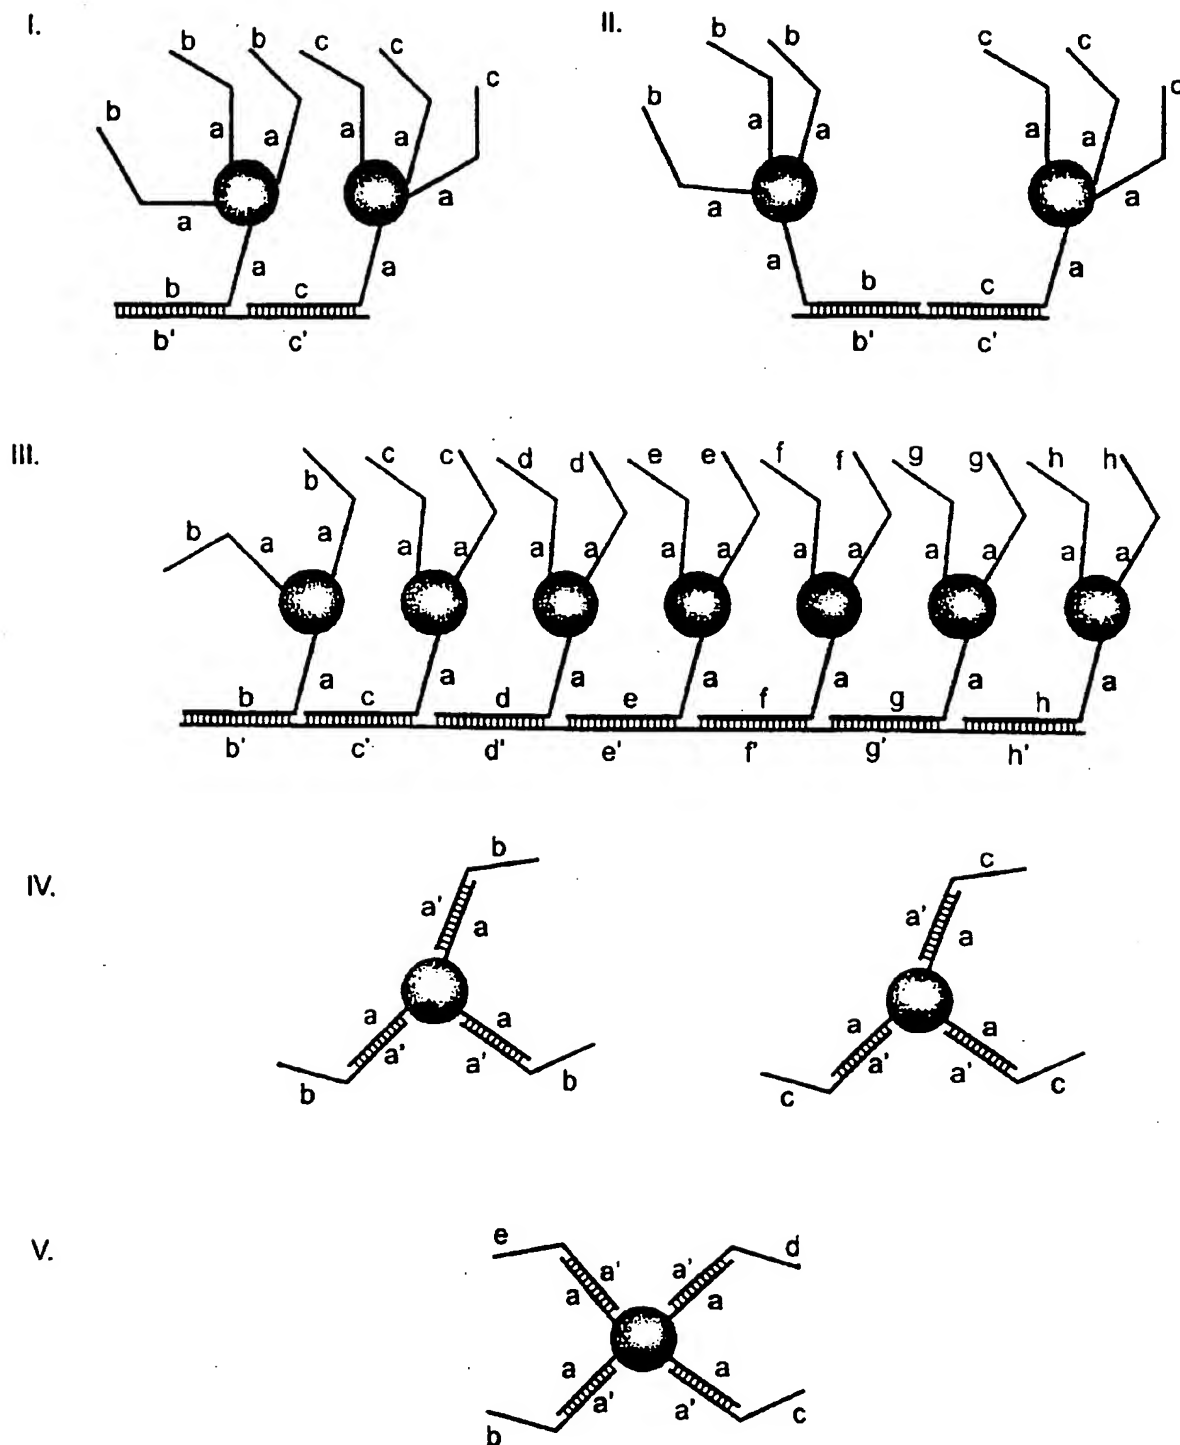 I. b b c c II. b b c c
b c b c
a a a a a a a a
a a a a
a a a a
b c b c
b' c' b' c'
III. b c c d d e e f f g g h h
b a a a a a a a a a a a a a a
a a a a a a a
b c d e f g h
b' c' d' e' f' g' h'
IV. b c
a' a a' a
a a a a
a' a' a' a'
b b c c
V. e d
a' a'
a a
a a
a' a'
b c